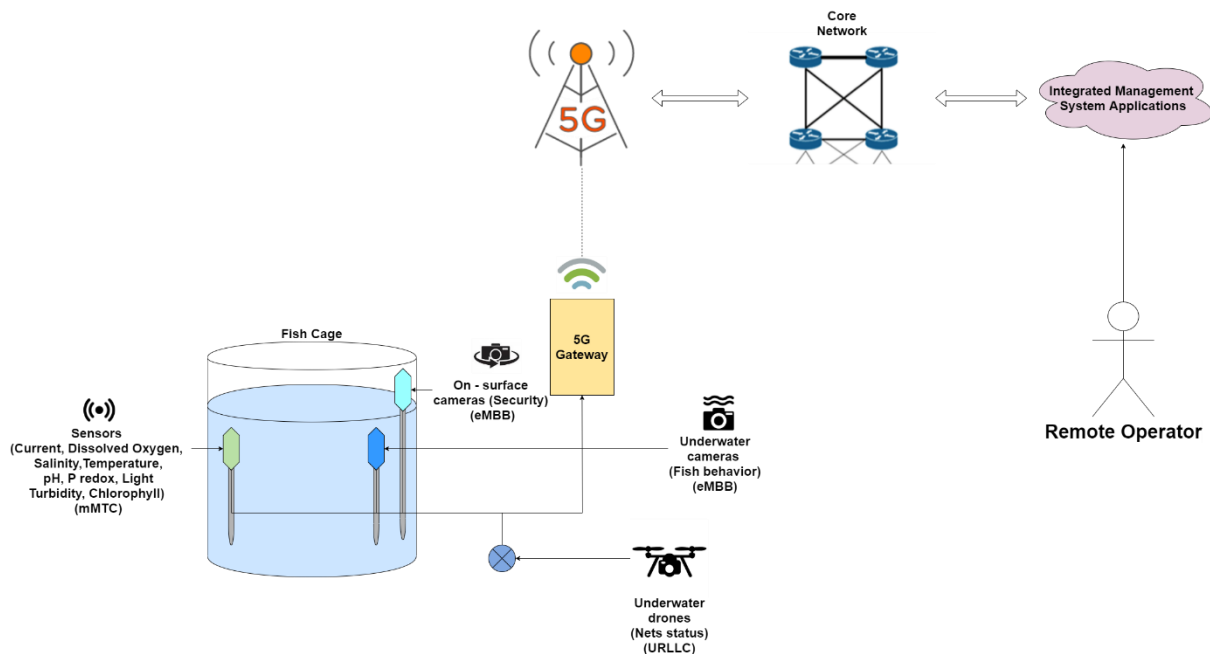 Core
Network
5G
Integrated Management
System Applications
5G
Gateway
Fish Cage
On - surface
cameras (Security)
(eMBB)
Sensors
(Current, Dissolved Oxygen,
Salinity,Temperature,
pH, P redox, Light
Turbidity, Chlorophyll)
(mMTC)
Underwater
cameras
(Fish behavior)
(eMBB)
Remote Operator
Underwater
drones
(Nets status)
(URLLC)